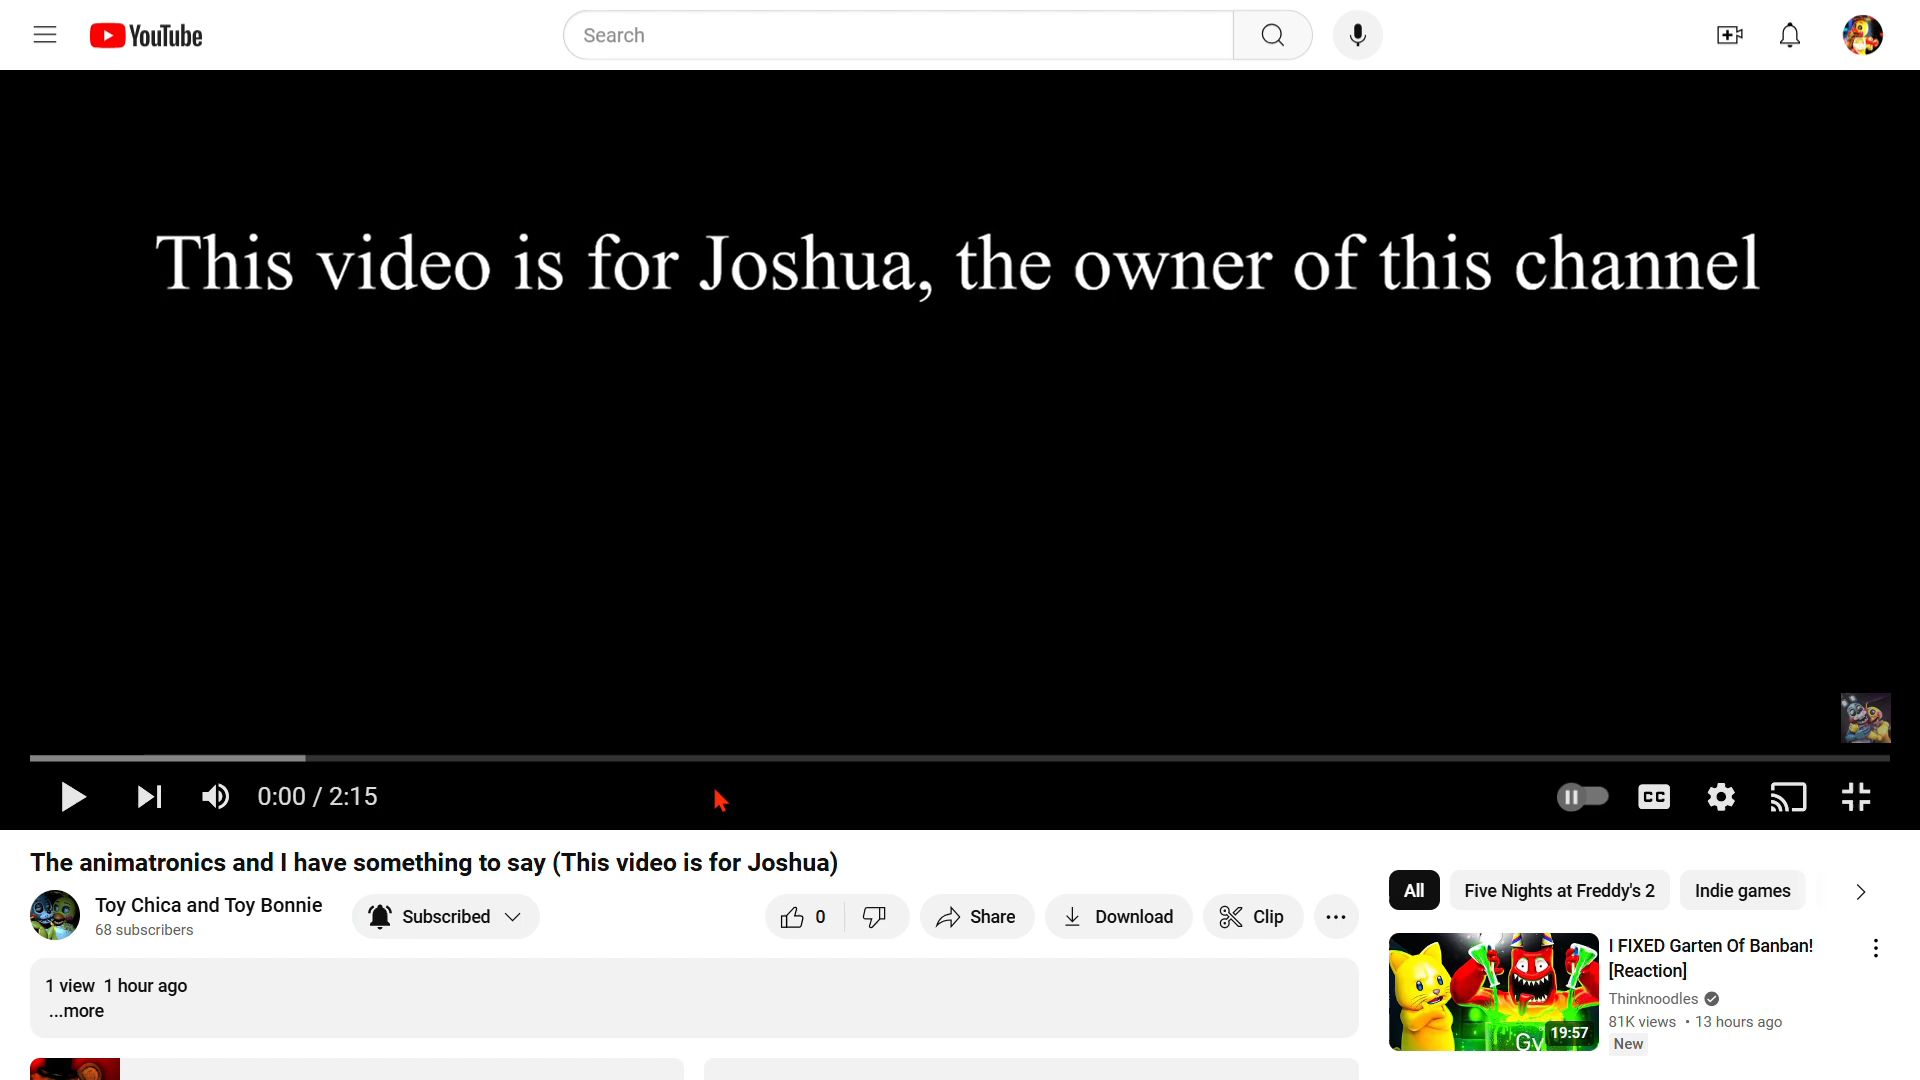 YouTube
Search
This video is for Joshua, the owner of this channel
0:00 / 2:15
CC
The animatronics and I have something to say (This video is for Joshua)
Toy Chica and Toy Bonnie
68 subscribers
Subscribed
0
Share
Download
Clip
1 view 1 hour ago
...more
All
Five Nights at Freddy's 2
Indie games
I FIXED Garten Of Banban!
[Reaction]
Thinknoodles
81K views • 13 hours ago
New
Gv
19:57